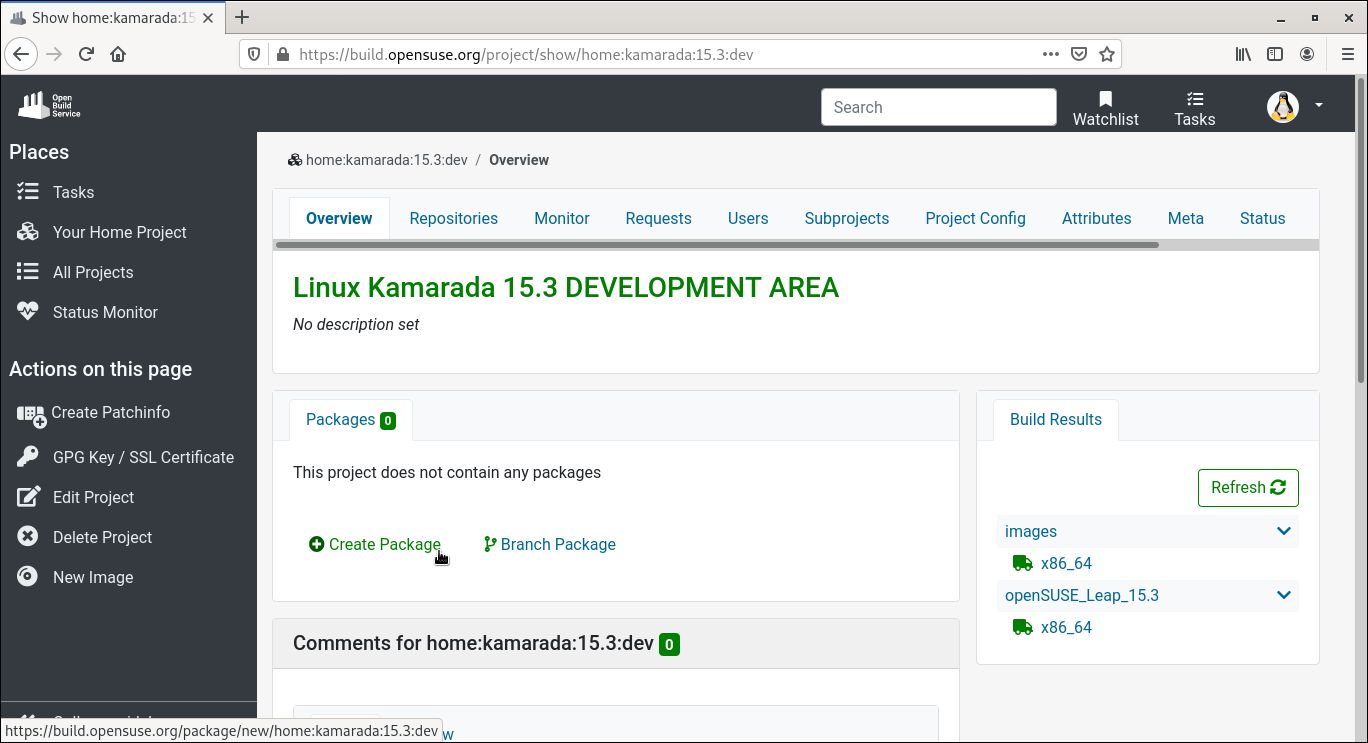 Show home:kamarada:15
https://build.opensuse.org/project/show/home:kamarada:15.3:dev
Open
Build
Service
Search
Watchlist
Tasks
Places
Tasks
Your Home Project
All Projects
Status Monitor
Actions on this page
Create Patchinfo
GPG Key / SSL Certificate
Edit Project
Delete Project
New Image
home:kamarada:15.3:dev / Overview
Overview Repositories Monitor Requests Users Subprojects Project Config Attributes Meta Status
Linux Kamarada 15.3 DEVELOPMENT AREA
No description set
Packages 0
This project does not contain any packages
Create Package Branch Package
Build Results
Refresh
images
x86_64
openSUSE_Leap_15.3
x86_64
Comments for home:kamarada:15.3:dev 0
https://build.opensuse.org/package/new/home:kamarada:15.3:dev